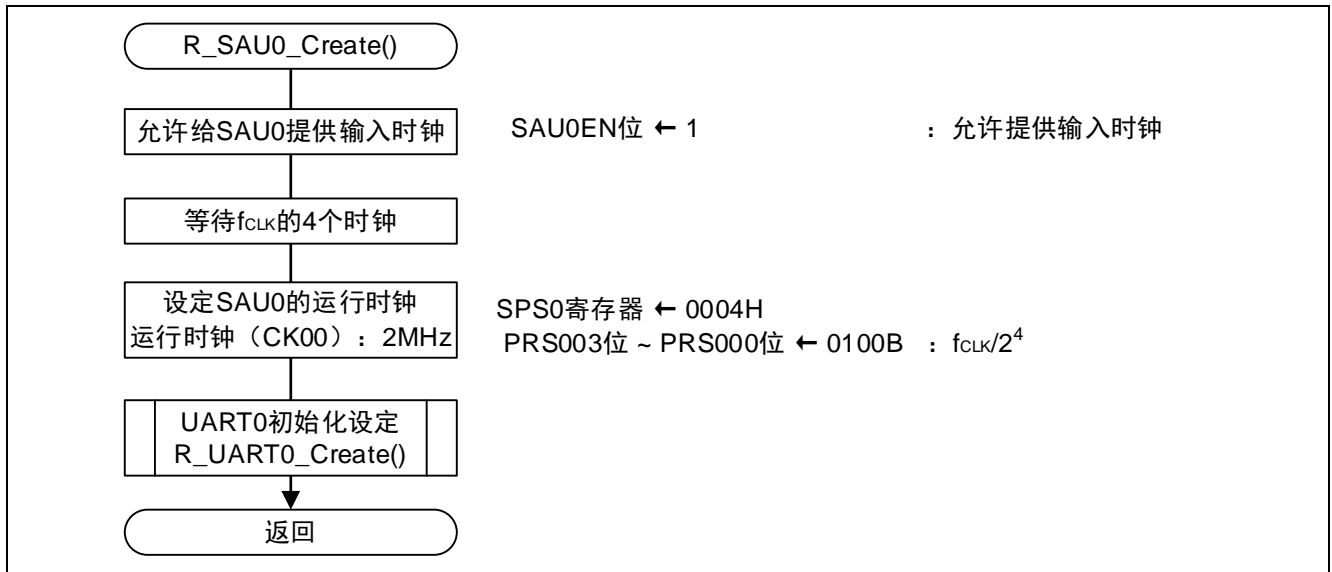 R_SAU0_Create()
允许给SAU0提供输入时钟
SAU0EN位 ← 1 ：允许提供输入时钟
等待fCLK的4个时钟
设定SAU0的运行时钟
运行时钟（CK00）：2MHz
SPS0寄存器 ← 0004H
PRS003位 ~ PRS000位 ← 0100B ：fCLK/2⁴
UART0初始化设定
R_UART0_Create()
返回